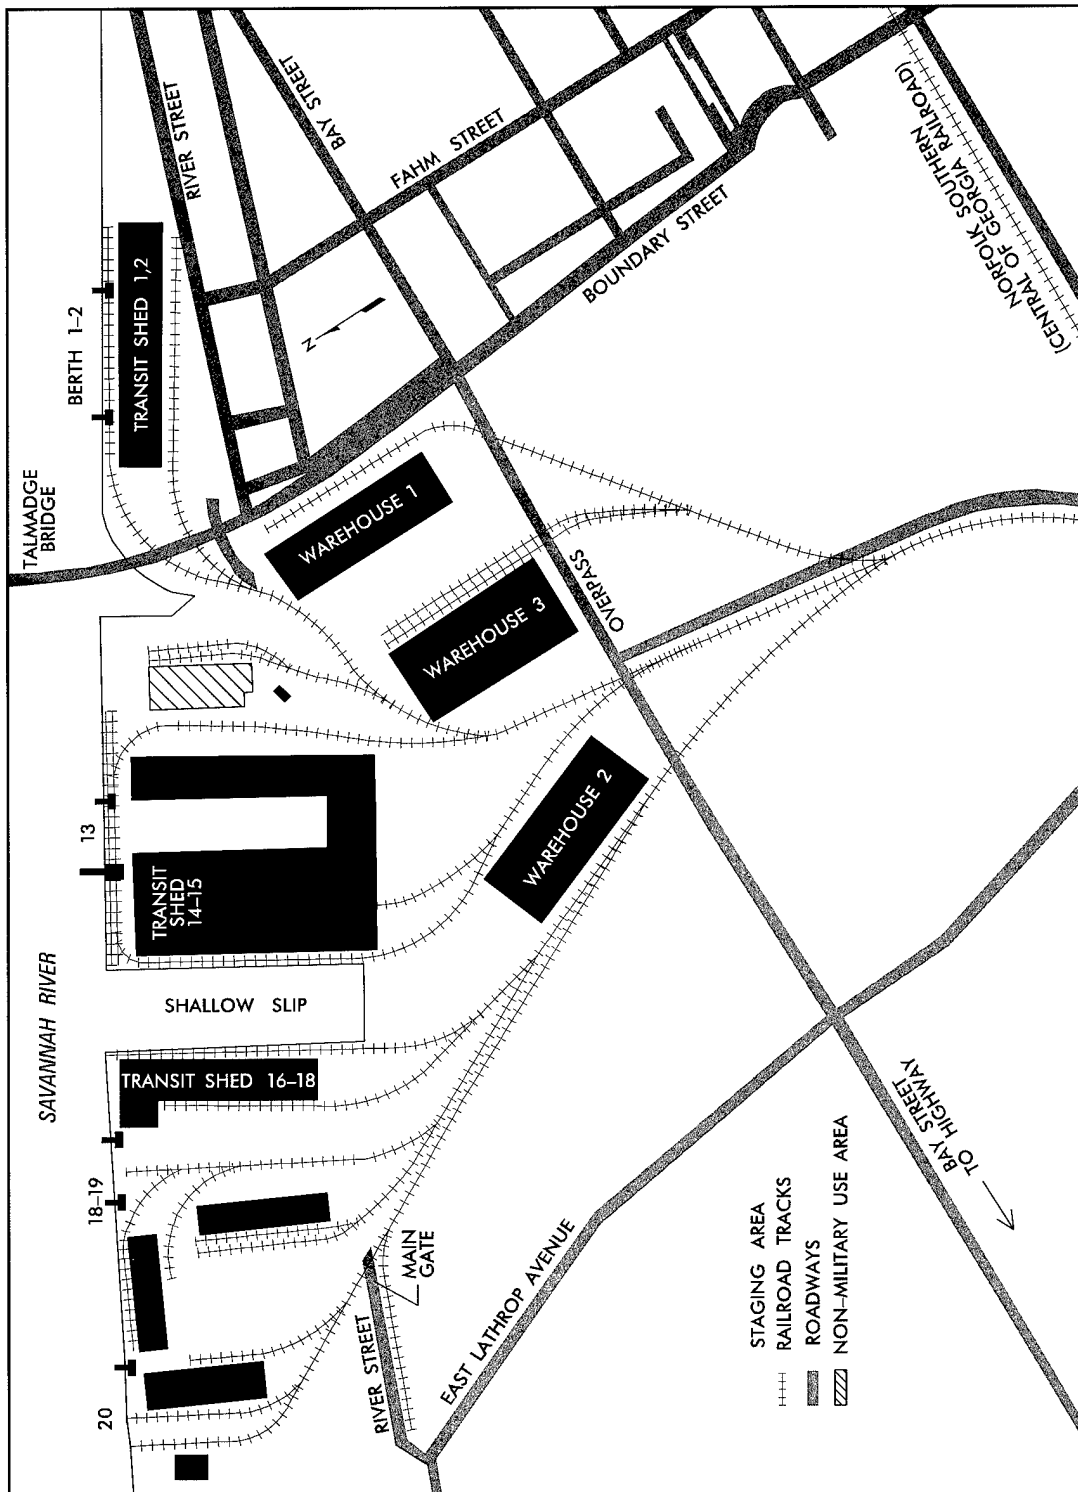 SAVANNAH RIVER
TALMADGE
BRIDGE
BERTH 1–2
TRANSIT SHED 1,2
RIVER STREET
BAY STREET
FAHM STREET
BOUNDARY STREET
NORFOLK SOUTHERN
(CENTRAL OF GEORGIA RAILROAD)
N
WAREHOUSE 1
WAREHOUSE 3
OVERPASS
WAREHOUSE 2
13
TRANSIT
SHED
14–15
SHALLOW SLIP
TRANSIT SHED 16–18
18–19
20
MAIN
GATE
RIVER STREET
EAST LATHROP AVENUE
BAY STREET
TO HIGHWAY
STAGING AREA
RAILROAD TRACKS
ROADWAYS
NON–MILITARY USE AREA